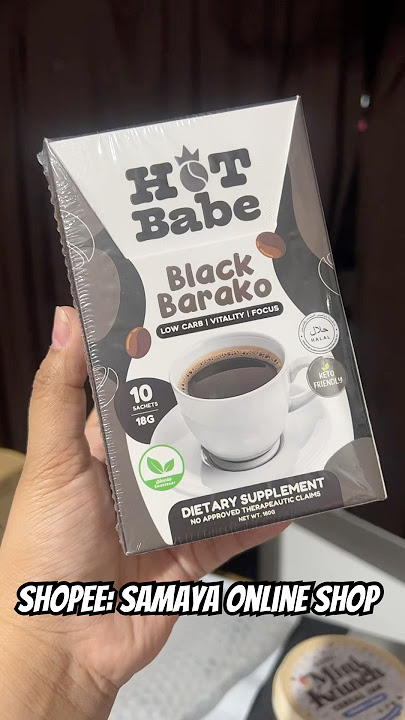 HOT
Babe
Black
Barako
LOW CARB | VITALITY | FOCUS
حلال
HALAL
KETO
FRIENDLY
10
SACHETS
18G
DIETARY SUPPLEMENT
NO APPROVED THERAPEUTIC CLAIMS
NET WT. 180G
SHOPEE: SAMAYA ONLINE SHOP
Mini
Krunch